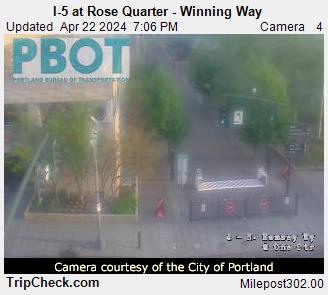 I-5 at Rose Quarter - Winning Way
Updated Apr 22 2024 7:06 PM Camera 4
PBOT
PORTLAND BUREAU OF TRANSPORTATION
Camera courtesy of the City of Portland
TripCheck.com Milepost302.00